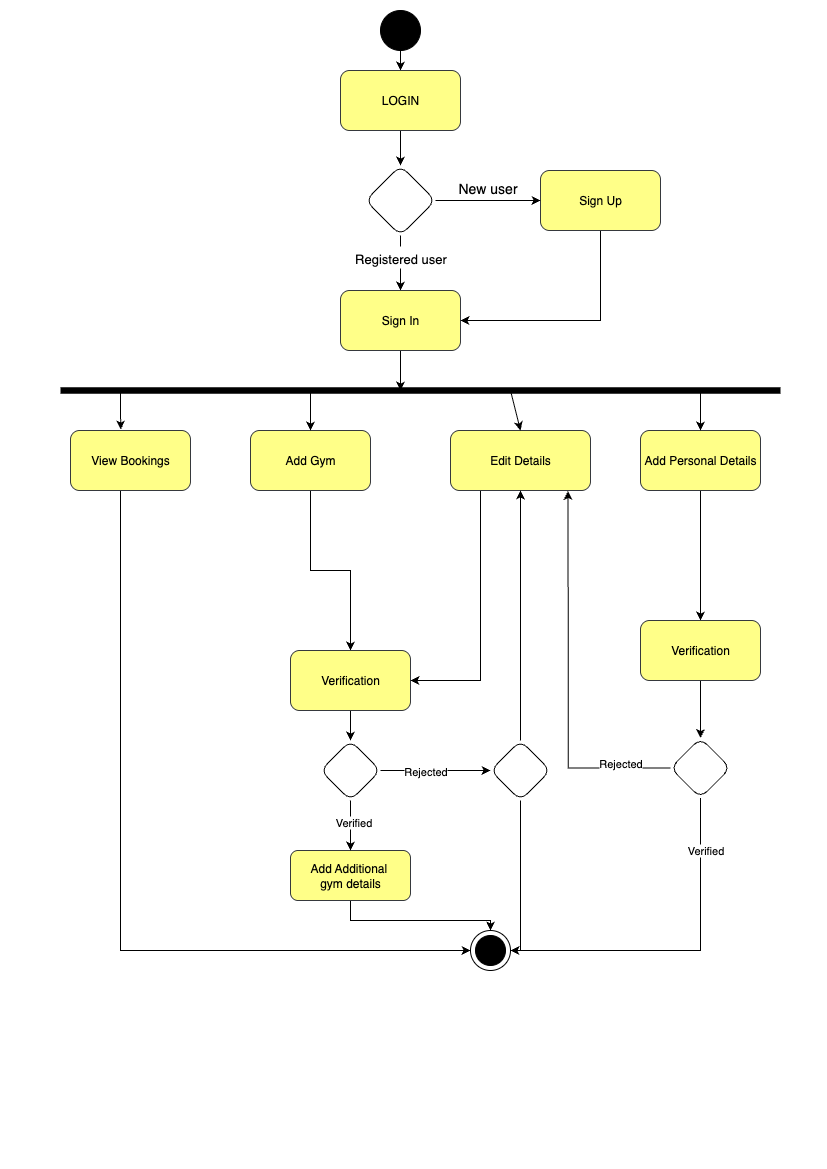 LOGIN
New user
Sign Up
Registered user
Sign In
View Bookings
Add Gym
Edit Details
Add Personal Details
Verification
Verification
Rejected
Rejected
Verified
Verified
Add Additional
gym details